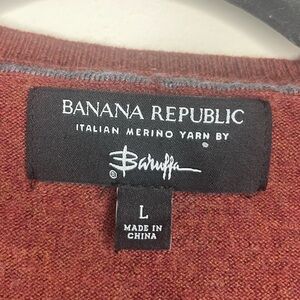 BANANA REPUBLIC
ITALIAN MERINO YARN BY
Baruffa
L
MADE IN
CHINA